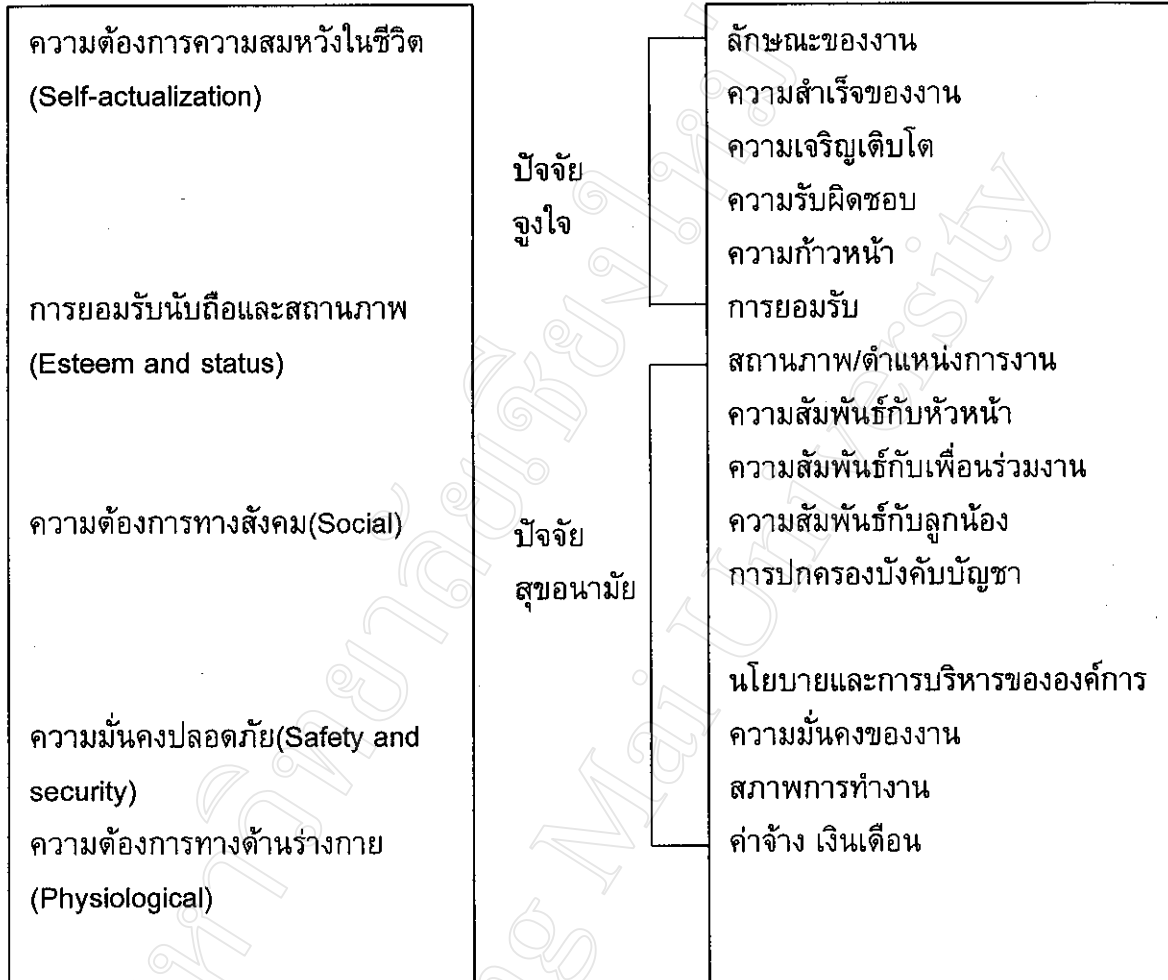 ความต้องการความสมหวังในชีวิต
(Self-actualization)
การยอมรับนับถือและสถานภาพ
(Esteem and status)
ความต้องการทางสังคม(Social)
ความมั่นคงปลอดภัย(Safety and
security)
ความต้องการทางด้านร่างกาย
(Physiological)
ปัจจัย
จูงใจ
ปัจจัย
สุขอนามัย
ลักษณะของงาน
ความสำเร็จของงาน
ความเจริญเติบโต
ความรับผิดชอบ
ความก้าวหน้า
การยอมรับ
สถานภาพ/ตำแหน่งการงาน
ความสัมพันธ์กับหัวหน้า
ความสัมพันธ์กับเพื่อนร่วมงาน
ความสัมพันธ์กับลูกน้อง
การปกครองบังคับบัญชา
นโยบายและการบริหารขององค์การ
ความมั่นคงของงาน
สภาพการทำงาน
ค่าจ้าง เงินเดือน